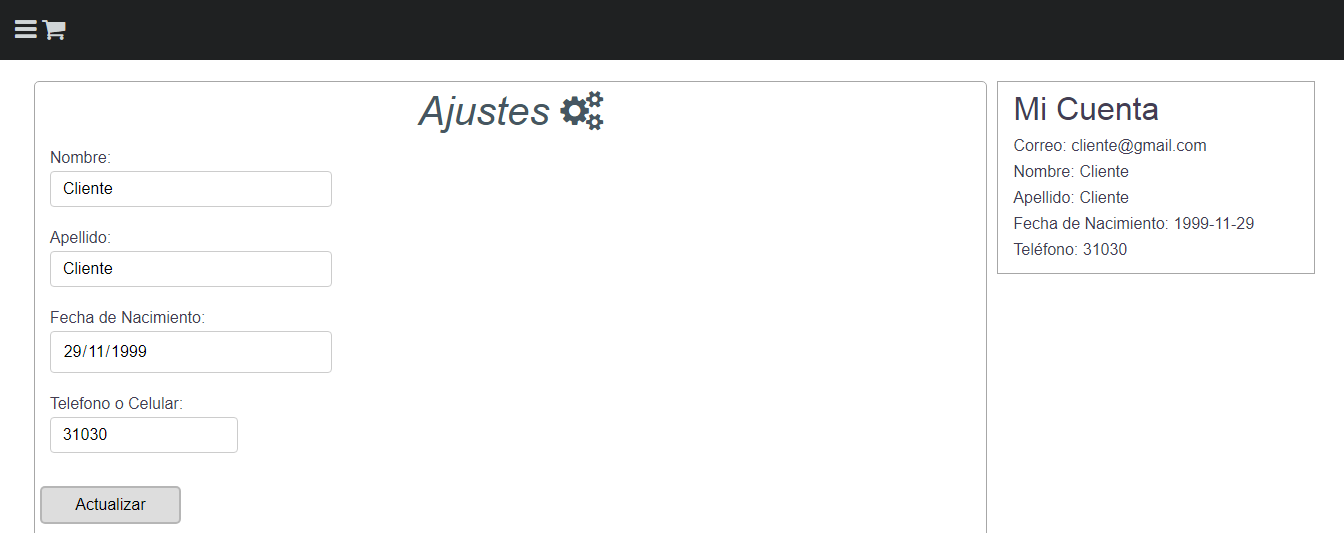 Ajustes
Nombre:
Cliente
Apellido:
Cliente
Fecha de Nacimiento:
29/11/1999
Telefono o Celular:
31030
Actualizar
Mi Cuenta
Correo: cliente@gmail.com
Nombre: Cliente
Apellido: Cliente
Fecha de Nacimiento: 1999-11-29
Teléfono: 31030